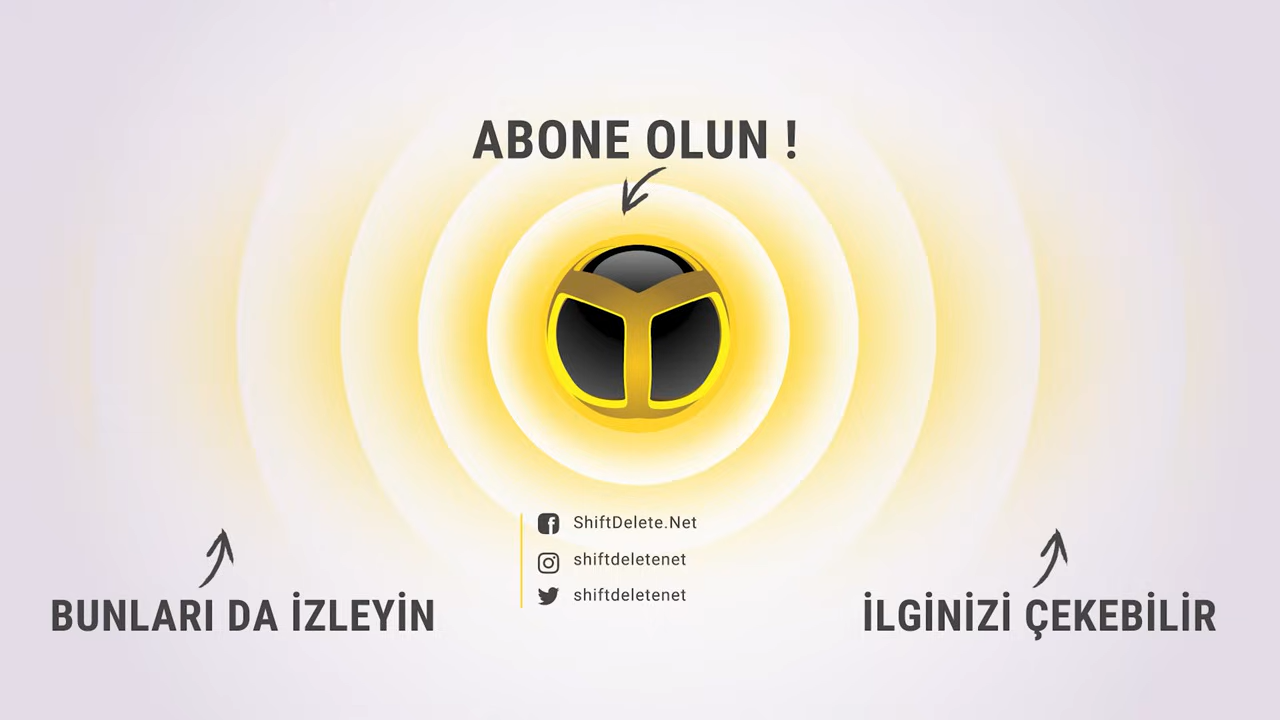 ABONE OLUN !
ShiftDelete.Net
shiftdeletenet
shiftdeletenet
BUNLARI DA İZLEYİN
İLGİNİZİ ÇEKEBİLİR